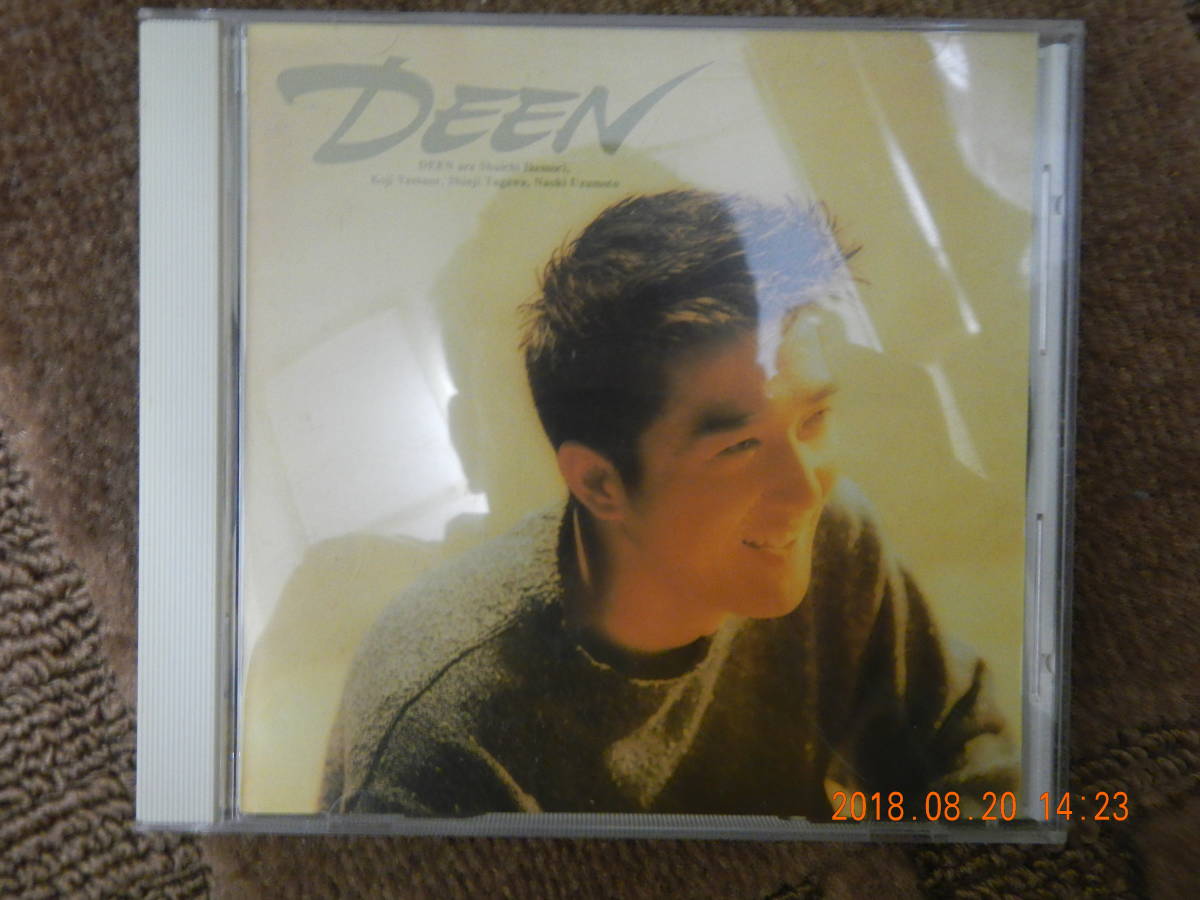 DEEN
DEEN are Shuichi Ikemori,
Koji Yamane, Shinji Tagawa, Naoki Uzumoto
2018.08.20 14:23